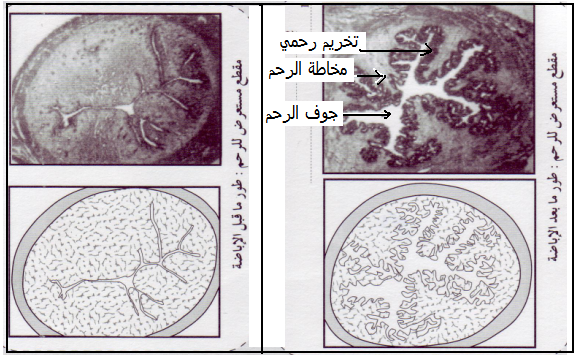 تخريم رحمي
مخاطة الرحم
جوف الرحم
مقطع مستعرض للرحم : طور ما بعد الإباضة
مقطع مستعرض للرحم : طور ما قبل الإباضة